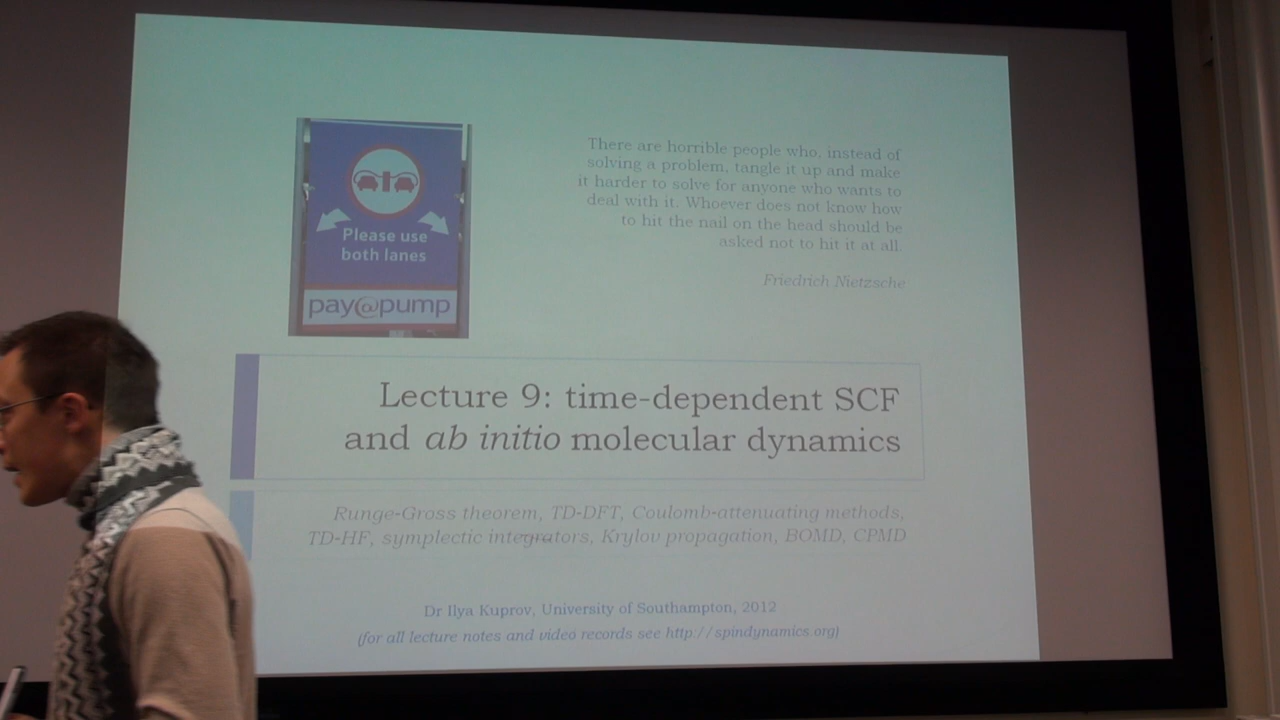 Please use
both lanes
pay@pump
There are horrible people who, instead of
solving a problem, tangle it up and make
it harder to solve for anyone who wants to
deal with it. Whoever does not know how
to hit the nail on the head should be
asked not to hit it at all.
Friedrich Nietzsche
Lecture 9: time-dependent SCF
and ab initio molecular dynamics
Runge-Gross theorem, TD-DFT, Coulomb-attenuating methods,
TD-HF, symplectic integrators, Krylov propagation, BOMD, CPMD
Dr Ilya Kuprov, University of Southampton, 2012
(for all lecture notes and video records see http://spindynamics.org)